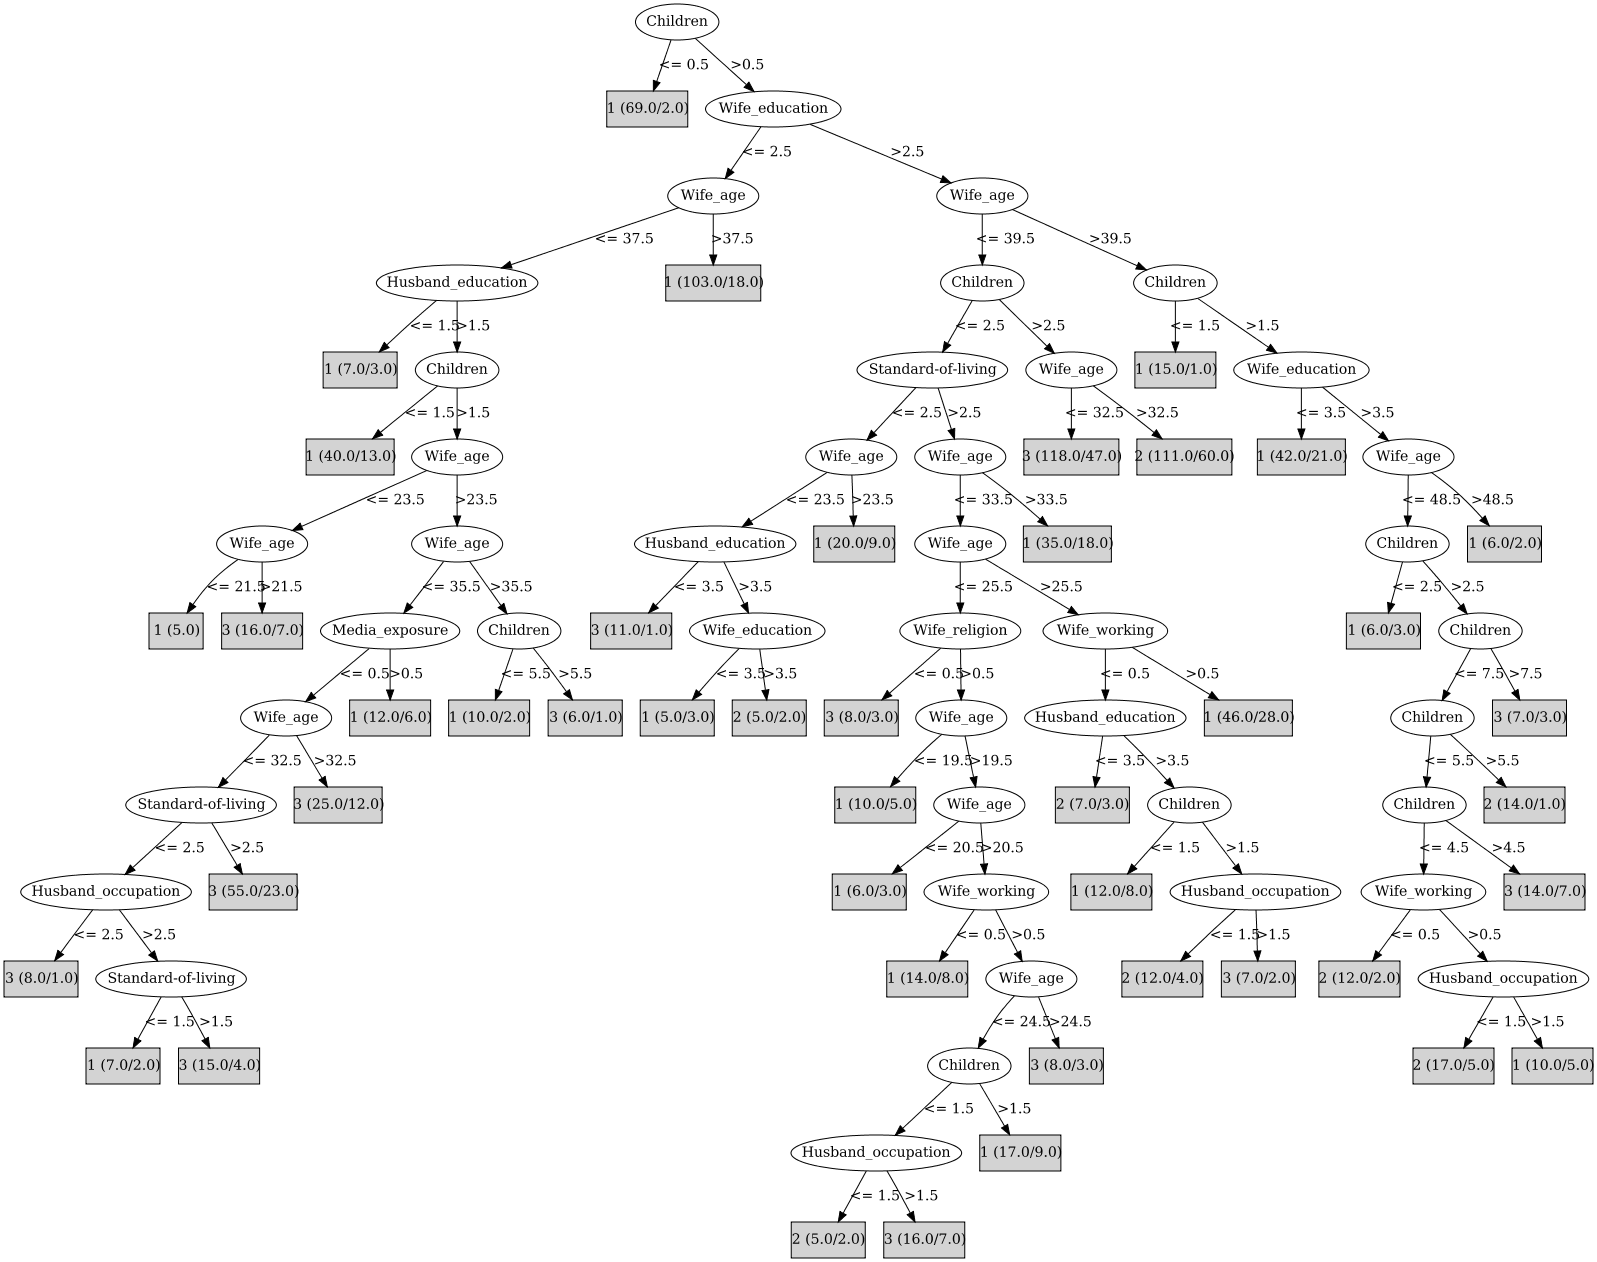 Children
<= 0.5 >0.5
1 (69.0/2.0) Wife_education
<= 2.5 >2.5
Wife_age Wife_age
<= 37.5 >37.5 <= 39.5 >39.5
Husband_education 1 (103.0/18.0) Children Children
<= 1.5 >1.5 <= 2.5 >2.5 <= 1.5 >1.5
1 (7.0/3.0) Children Standard-of-living Wife_age 1 (15.0/1.0) Wife_education
<= 1.5 >1.5 <= 2.5 >2.5 <= 32.5 >32.5 <= 3.5 >3.5
1 (40.0/13.0) Wife_age Wife_age Wife_age 3 (118.0/47.0) 2 (111.0/60.0) 1 (42.0/21.0) Wife_age
<= 23.5 >23.5 <= 23.5 >23.5 <= 33.5 >33.5 <= 48.5 >48.5
Wife_age Wife_age Husband_education 1 (20.0/9.0) Wife_age 1 (35.0/18.0) Children 1 (6.0/2.0)
<= 21.5 >21.5 <= 35.5 >35.5 <= 3.5 >3.5 <= 25.5 >25.5 <= 2.5 >2.5
1 (5.0) 3 (16.0/7.0) Media_exposure Children 3 (11.0/1.0) Wife_education Wife_religion Wife_working 1 (6.0/3.0) Children
<= 0.5 >0.5 <= 5.5 >5.5 <= 3.5 >3.5 <= 0.5 >0.5 <= 0.5 >0.5 <= 7.5 >7.5
Wife_age 1 (12.0/6.0) 1 (10.0/2.0) 3 (6.0/1.0) 1 (5.0/3.0) 2 (5.0/2.0) 3 (8.0/3.0) Wife_age Husband_education 1 (46.0/28.0) Children 3 (7.0/3.0)
<= 32.5 >32.5 <= 19.5 >19.5 <= 3.5 >3.5 <= 5.5 >5.5
Standard-of-living 3 (25.0/12.0) 1 (10.0/5.0) Wife_age 2 (7.0/3.0) Children Children 2 (14.0/1.0)
<= 2.5 >2.5 <= 20.5 >20.5 <= 1.5 >1.5 <= 4.5 >4.5
Husband_occupation 3 (55.0/23.0) 1 (6.0/3.0) Wife_working 1 (12.0/8.0) Husband_occupation Wife_working 3 (14.0/7.0)
<= 2.5 >2.5 <= 0.5 >0.5 <= 1.5 >1.5 <= 0.5 >0.5
3 (8.0/1.0) Standard-of-living 1 (14.0/8.0) Wife_age 2 (12.0/4.0) 3 (7.0/2.0) 2 (12.0/2.0) Husband_occupation
<= 1.5 >1.5 <= 24.5 >24.5 <= 1.5 >1.5
1 (7.0/2.0) 3 (15.0/4.0) Children 3 (8.0/3.0) 2 (17.0/5.0) 1 (10.0/5.0)
<= 1.5 >1.5
Husband_occupation 1 (17.0/9.0)
<= 1.5 >1.5
2 (5.0/2.0) 3 (16.0/7.0)